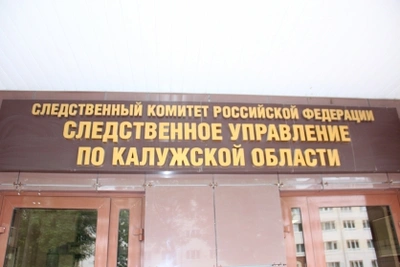 СЛЕДСТВЕННЫЙ КОМИТЕТ РОССИЙСКОЙ ФЕДЕРАЦИИ
СЛЕДСТВЕННОЕ УПРАВЛЕНИЕ
ПО КАЛУЖСКОЙ ОБЛАСТИ